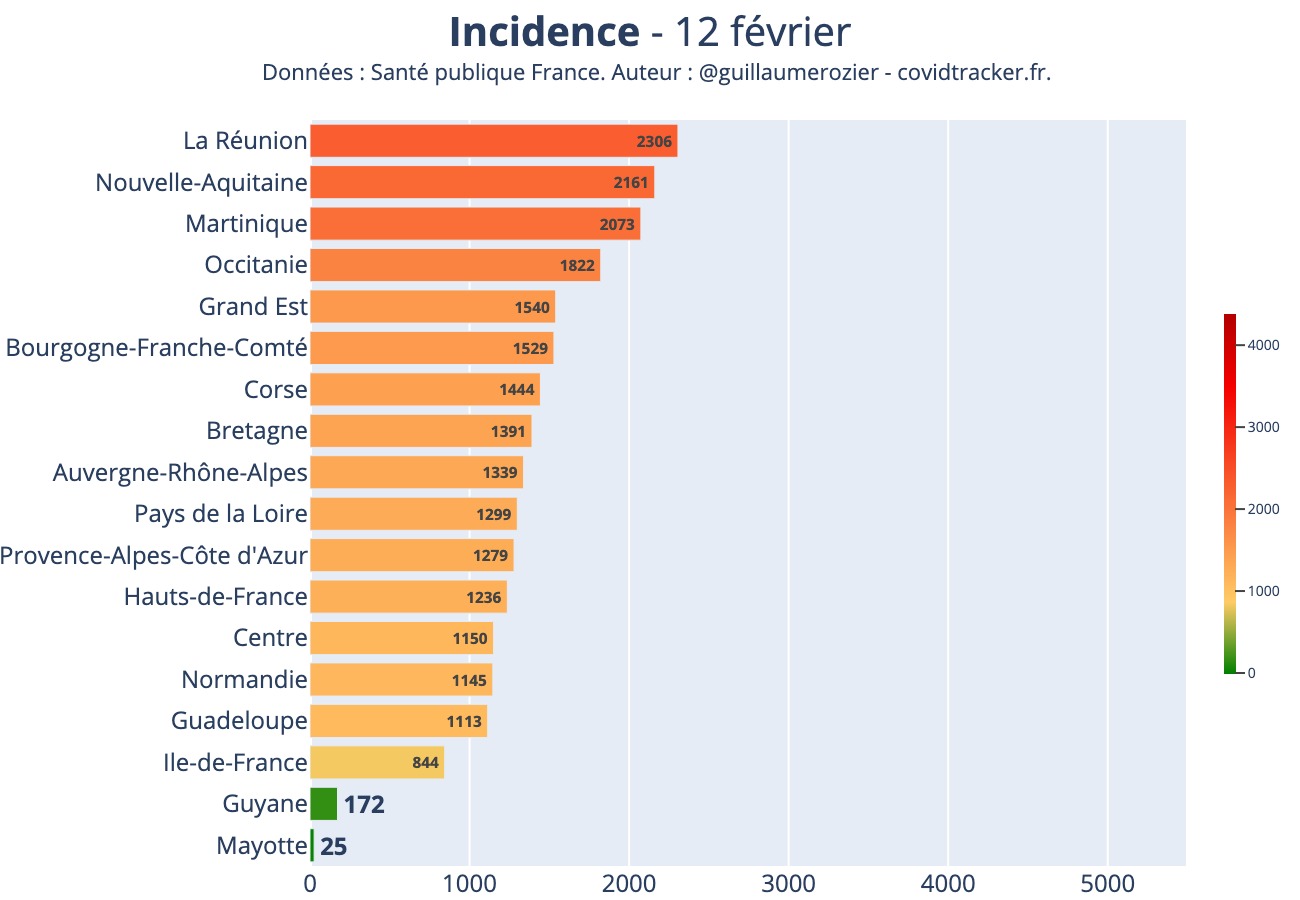 Incidence - 12 février
Données : Santé publique France. Auteur : @guillaumerozier - covidtracker.fr.
La Réunion 2306
Nouvelle-Aquitaine 2161
Martinique 2073
Occitanie 1822
Grand Est 1540
Bourgogne-Franche-Comté 1529
Corse 1444
Bretagne 1391
Auvergne-Rhône-Alpes 1339
Pays de la Loire 1299
Provence-Alpes-Côte d'Azur 1279
Hauts-de-France 1236
Centre 1150
Normandie 1145
Guadeloupe 1113
Ile-de-France 844
Guyane 172
Mayotte 25
0 1000 2000 3000 4000 5000
4000
3000
2000
1000
0